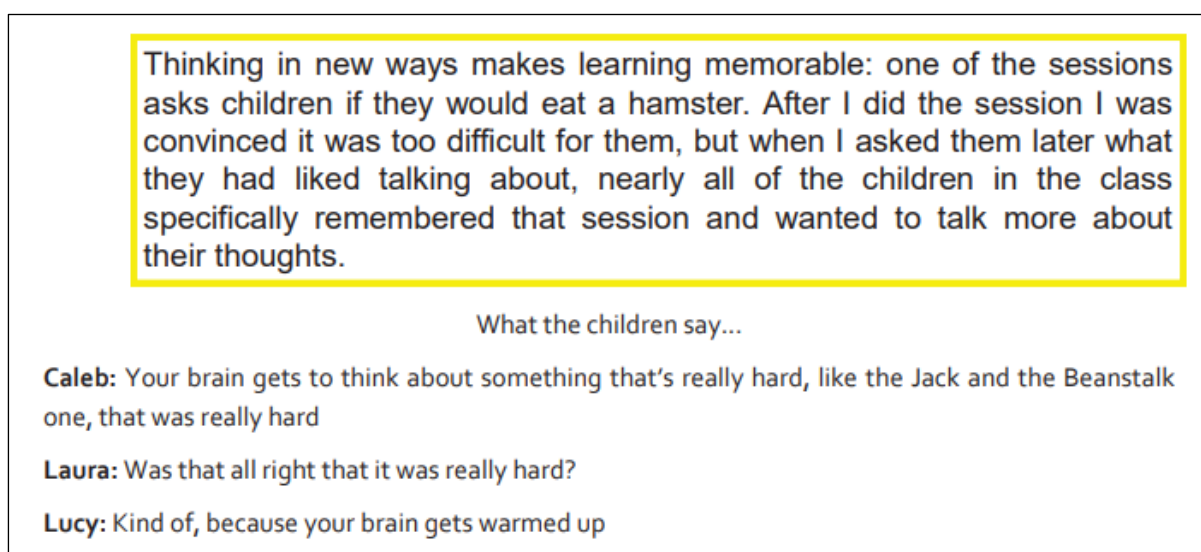 Thinking in new ways makes learning memorable: one of the sessions
asks children if they would eat a hamster. After I did the session I was
convinced it was too difficult for them, but when I asked them later what
they had liked talking about, nearly all of the children in the class
specifically remembered that session and wanted to talk more about
their thoughts.
What the children say...
Caleb: Your brain gets to think about something that's really hard, like the Jack and the Beanstalk
one, that was really hard
Laura: Was that all right that it was really hard?
Lucy: Kind of, because your brain gets warmed up